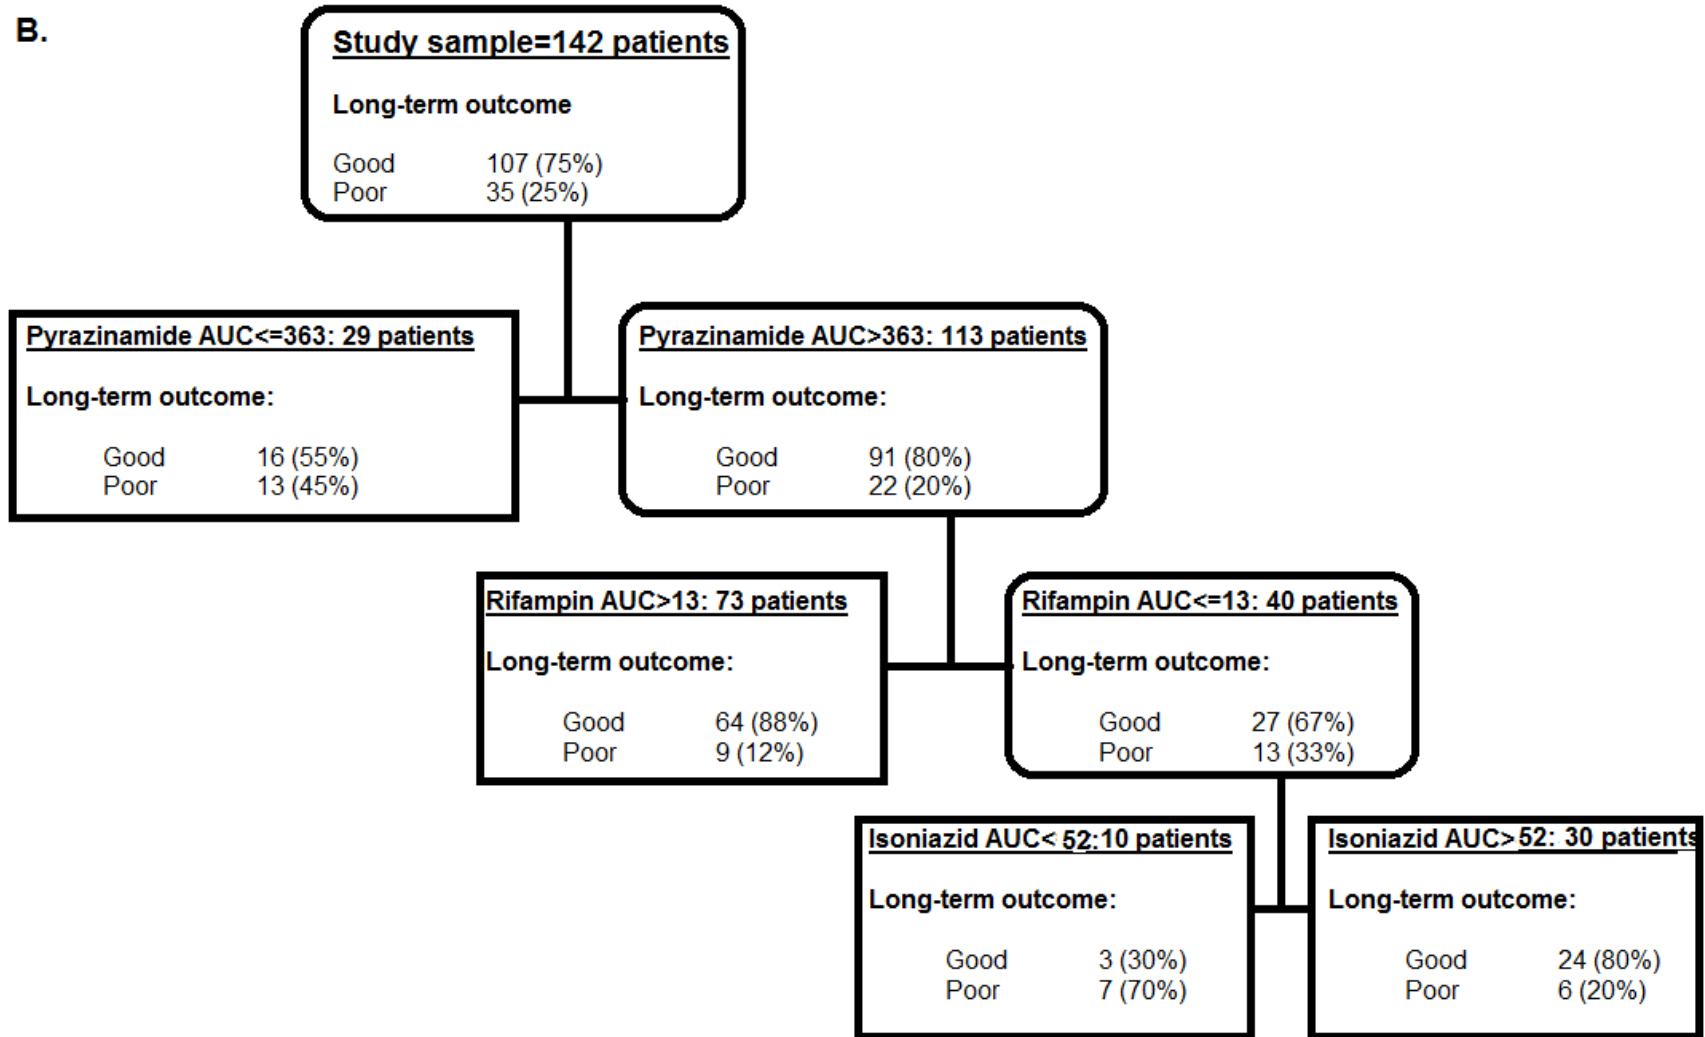 B.
Study sample=142 patients
Long-term outcome
Good 107 (75%)
Poor 35 (25%)
Pyrazinamide AUC<=363: 29 patients
Long-term outcome:
Good 16 (55%)
Poor 13 (45%)
Pyrazinamide AUC>363: 113 patients
Long-term outcome:
Good 91 (80%)
Poor 22 (20%)
Rifampin AUC>13: 73 patients
Long-term outcome:
Good 64 (88%)
Poor 9 (12%)
Rifampin AUC<=13: 40 patients
Long-term outcome:
Good 27 (67%)
Poor 13 (33%)
Isoniazid AUC< 52:10 patients
Long-term outcome:
Good 3 (30%)
Poor 7 (70%)
Isoniazid AUC> 52: 30 patients
Long-term outcome:
Good 24 (80%)
Poor 6 (20%)